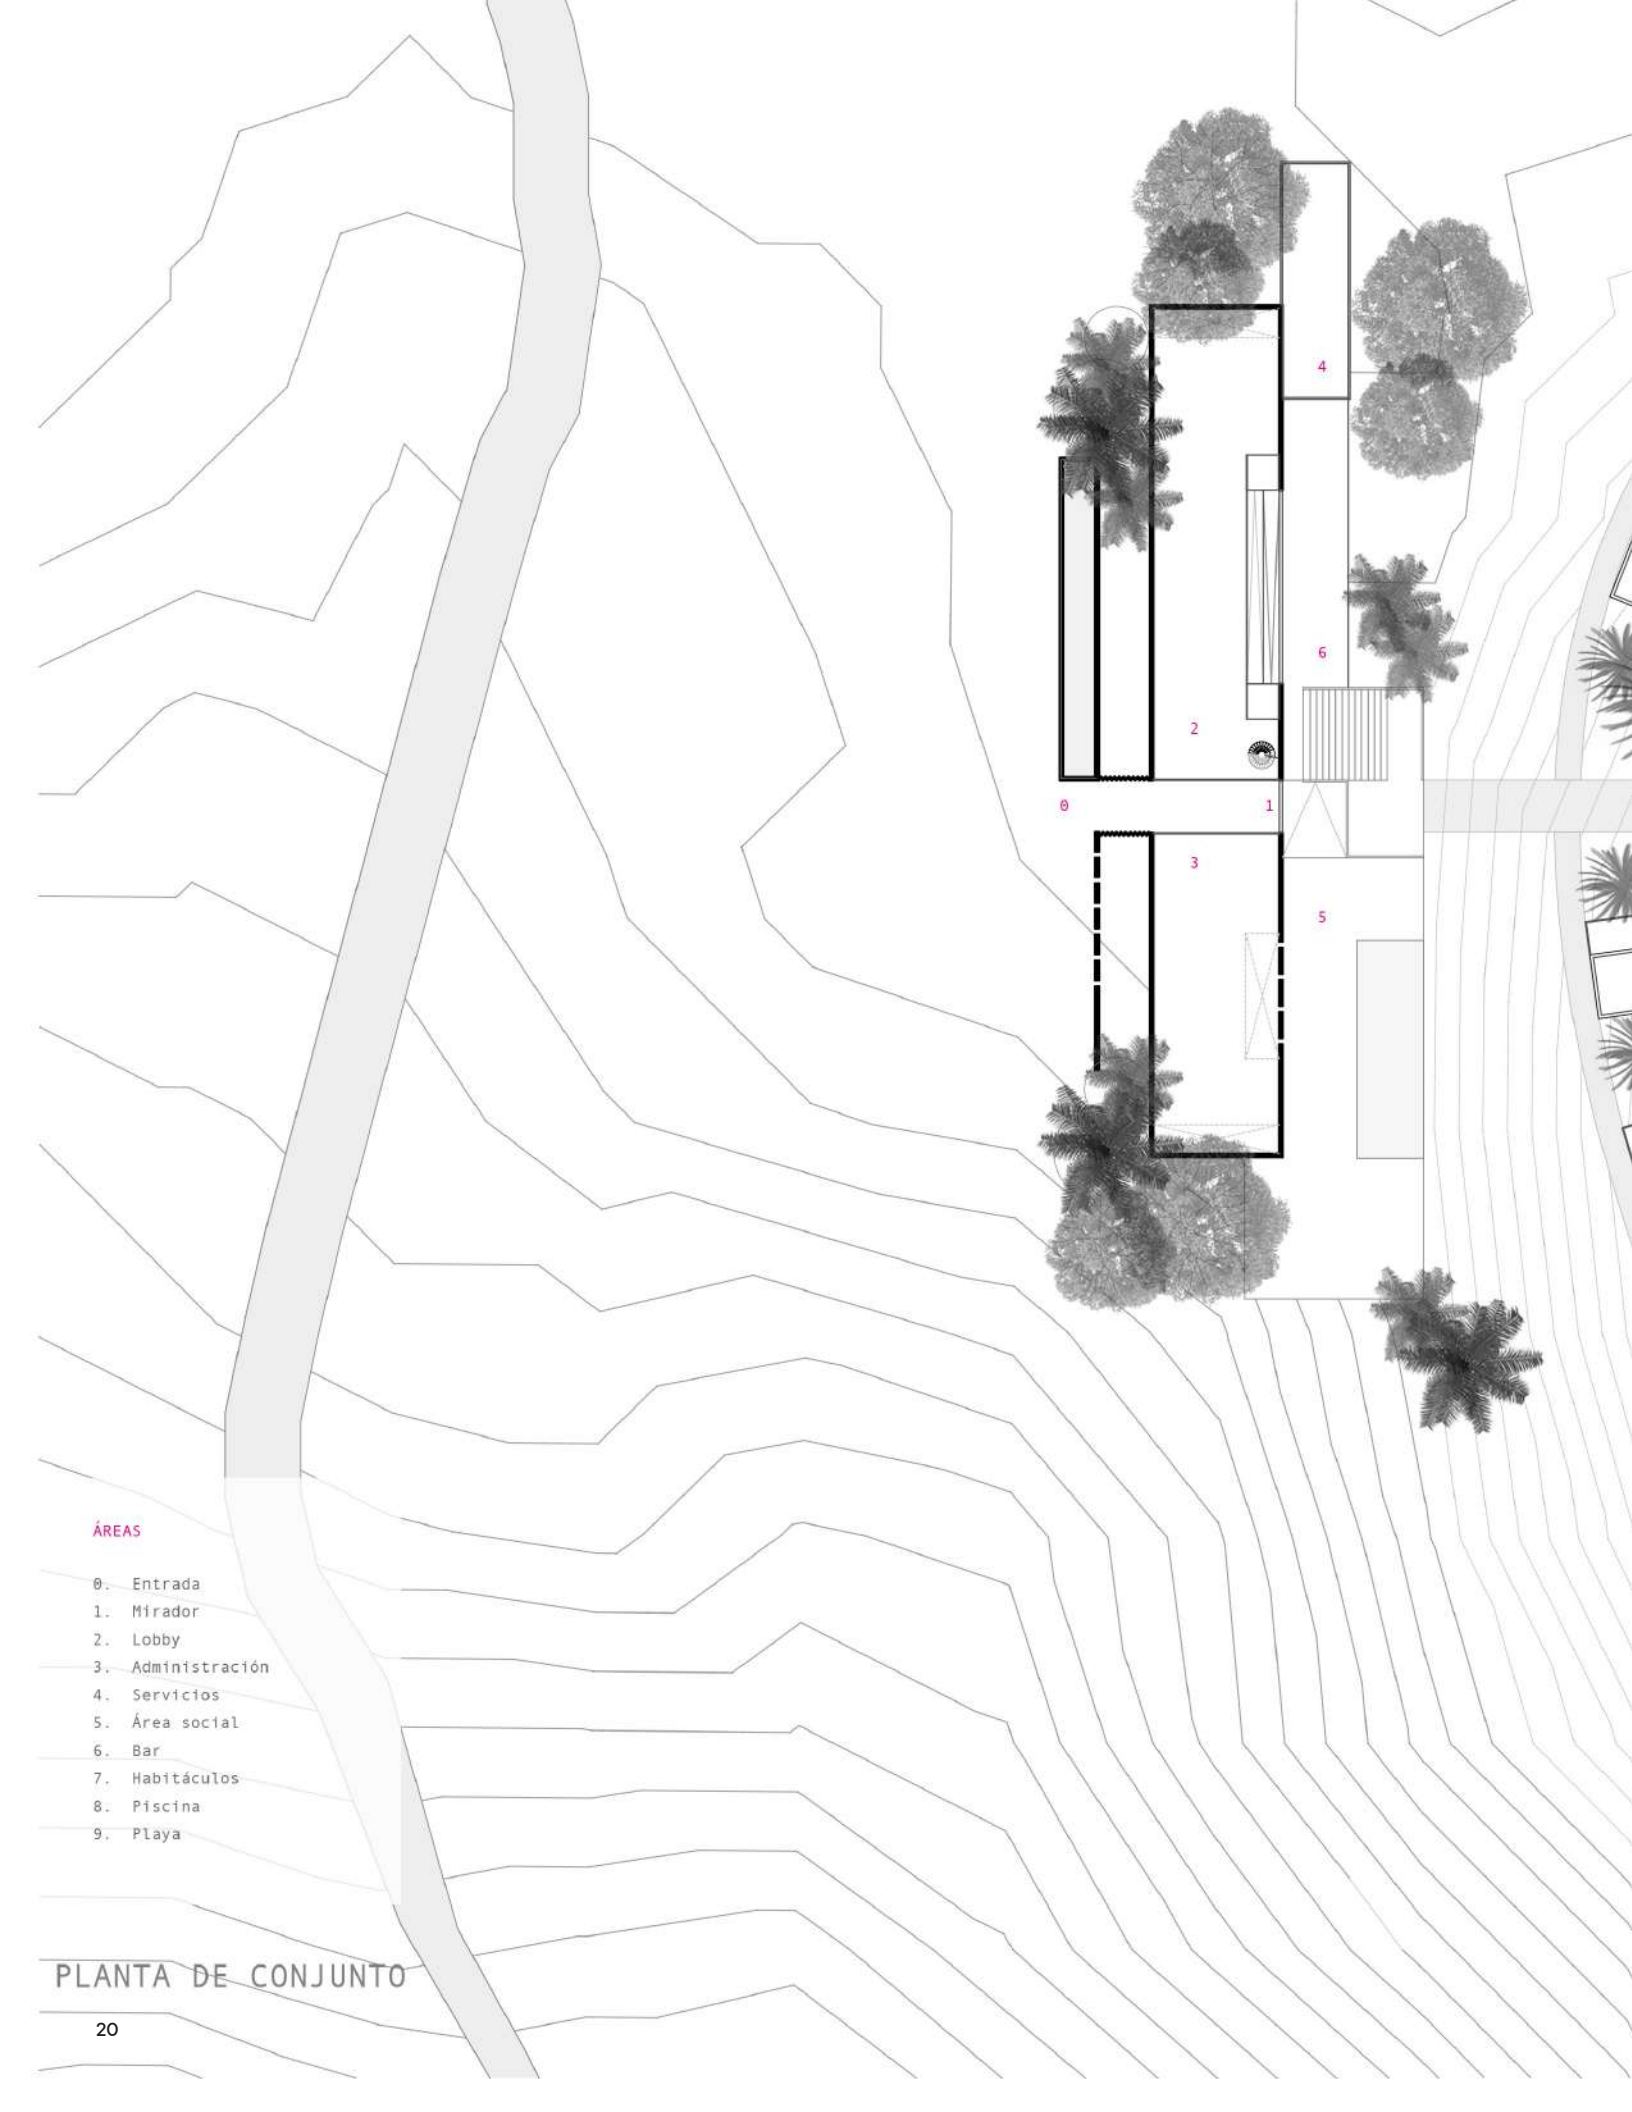 4
6
2
0
1
3
5
ÁREAS
0. Entrada
1. Mirador
2. Lobby
3. Administración
4. Servicios
5. Área social
6. Bar
7. Habitáculos
8. Piscina
9. Playa
PLANTA DE CONJUNTO
20